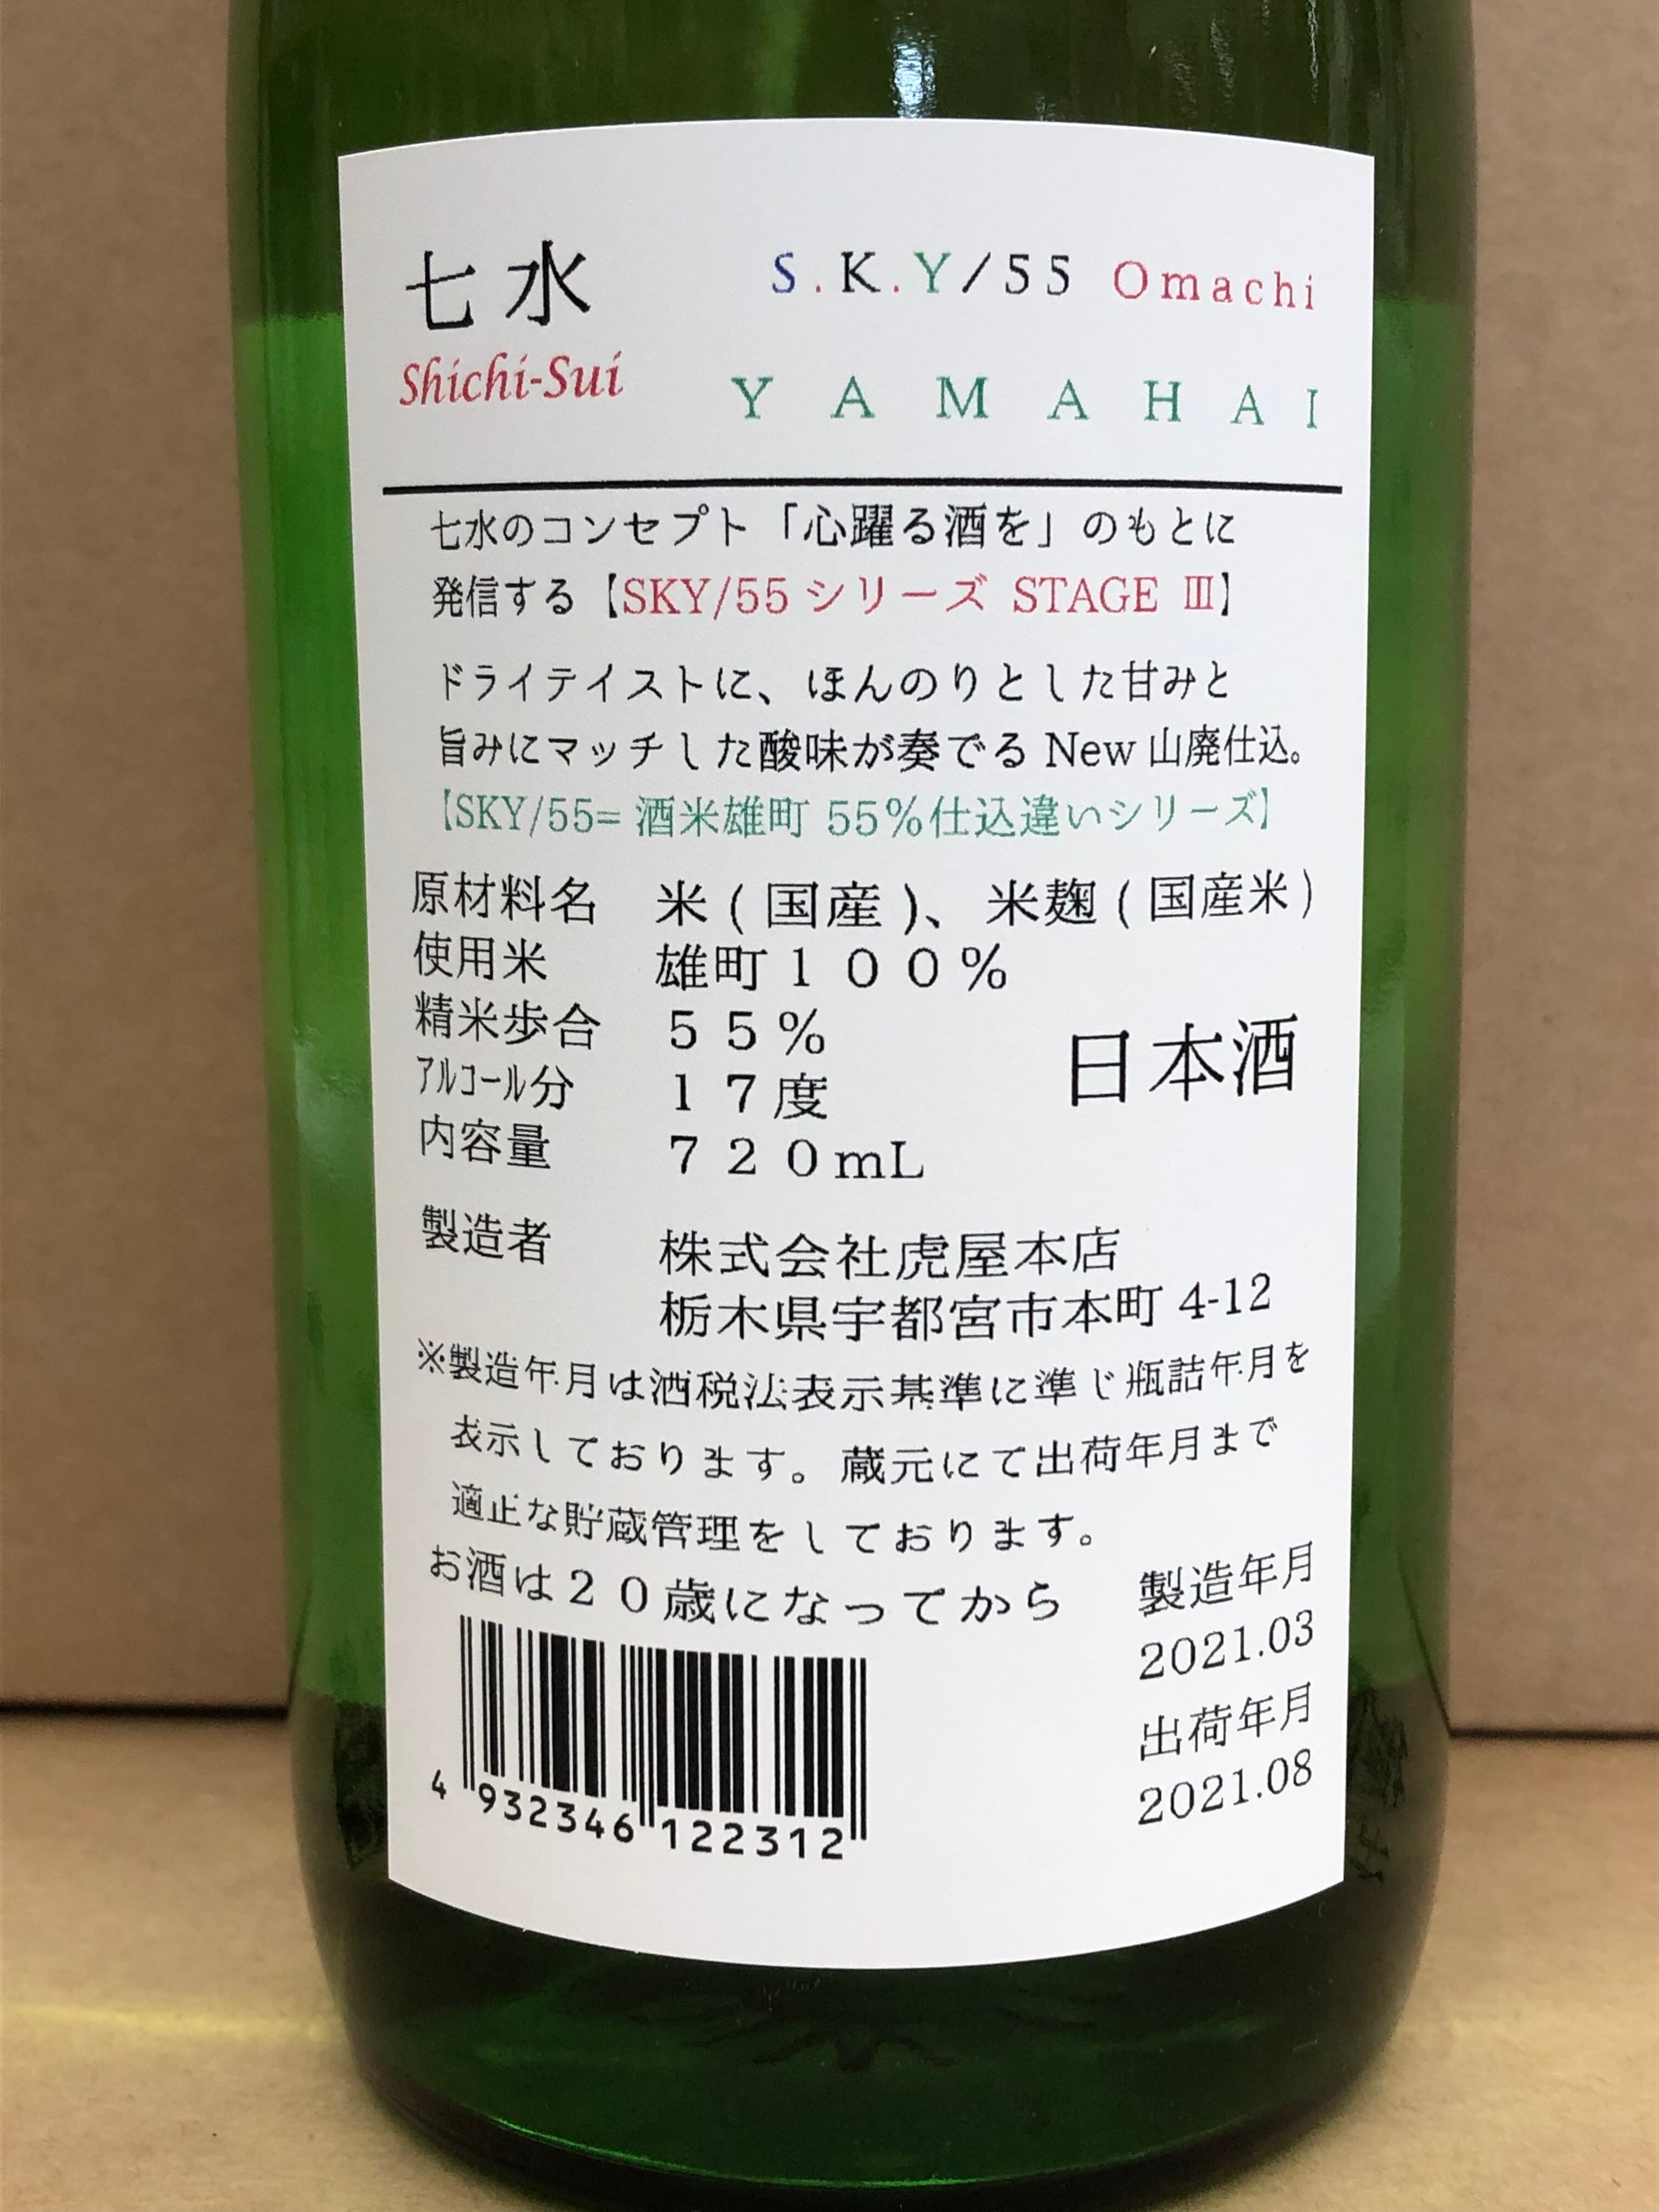 七水 S.K.Y/55 Omachi
Shichi-Sui YAMAHAI
七水のコンセプト「心躍る酒を」のもとに
発信する【SKY/55シリーズ STAGE Ⅲ】
ドライテイストに、ほんのりとした甘みと
旨みにマッチした酸味が奏でる New 山廃仕込。
【SKY/55=酒米雄町 55%仕込違いシリーズ】
原材料名 米(国産)、米麹(国産米)
使用米 雄町100%
精米歩合 55%
日本酒
アルコール分 17度
内容量 720mL
製造者 株式会社虎屋本店
栃木県宇都宮市本町 4-12
※製造年月は酒税法表示基準に準じ瓶詰年月を
表示しております。蔵元にて出荷年月まで
適正な貯蔵管理をしております。
お酒は20歳になってから
製造年月
2021.03
出荷年月
2021.08
4 932346 122312